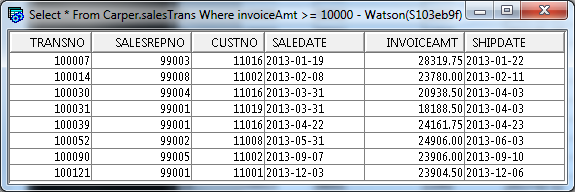 Select * From Carper.salesTrans Where invoiceAmt >= 10000 - Watson(S103eb9f)
TRANSNO SALESREPNO CUSTNO SALEDATE INVOICEAMT SHIPDATE
100007 99003 11016 2013-01-19 28319.75 2013-01-22
100014 99008 11002 2013-02-08 23780.00 2013-02-11
100030 99004 11016 2013-03-31 20938.50 2013-04-03
100031 99001 11019 2013-03-31 18188.50 2013-04-03
100039 99001 11016 2013-04-22 24161.75 2013-04-23
100052 99002 11008 2013-05-31 24906.00 2013-06-03
100090 99005 11002 2013-09-07 23906.00 2013-09-10
100121 99001 11001 2013-12-03 23904.50 2013-12-06